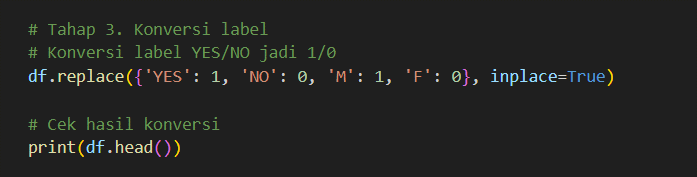 # Tahap 3. Konversi label
# Konversi label YES/NO jadi 1/0
df.replace({'YES': 1, 'NO': 0, 'M': 1, 'F': 0}, inplace=True)
# Cek hasil konversi
print(df.head())